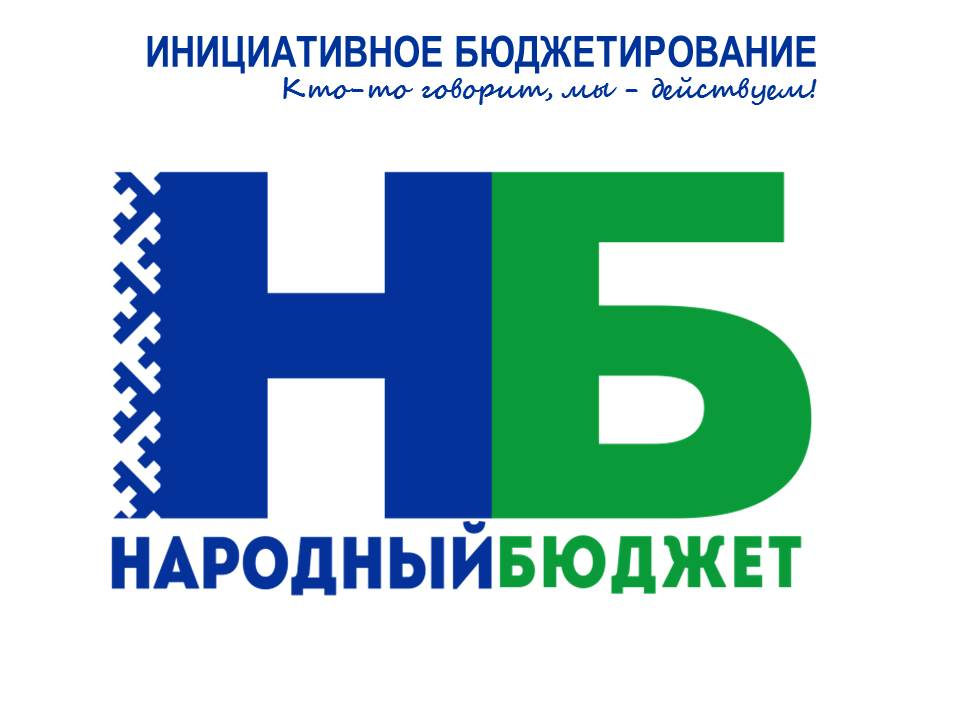 ИНИЦИАТИВНОЕ БЮДЖЕТИРОВАНИЕ
Кто-то говорит, мы - действуем!
НБ
НАРОДНЫЙБЮДЖЕТ